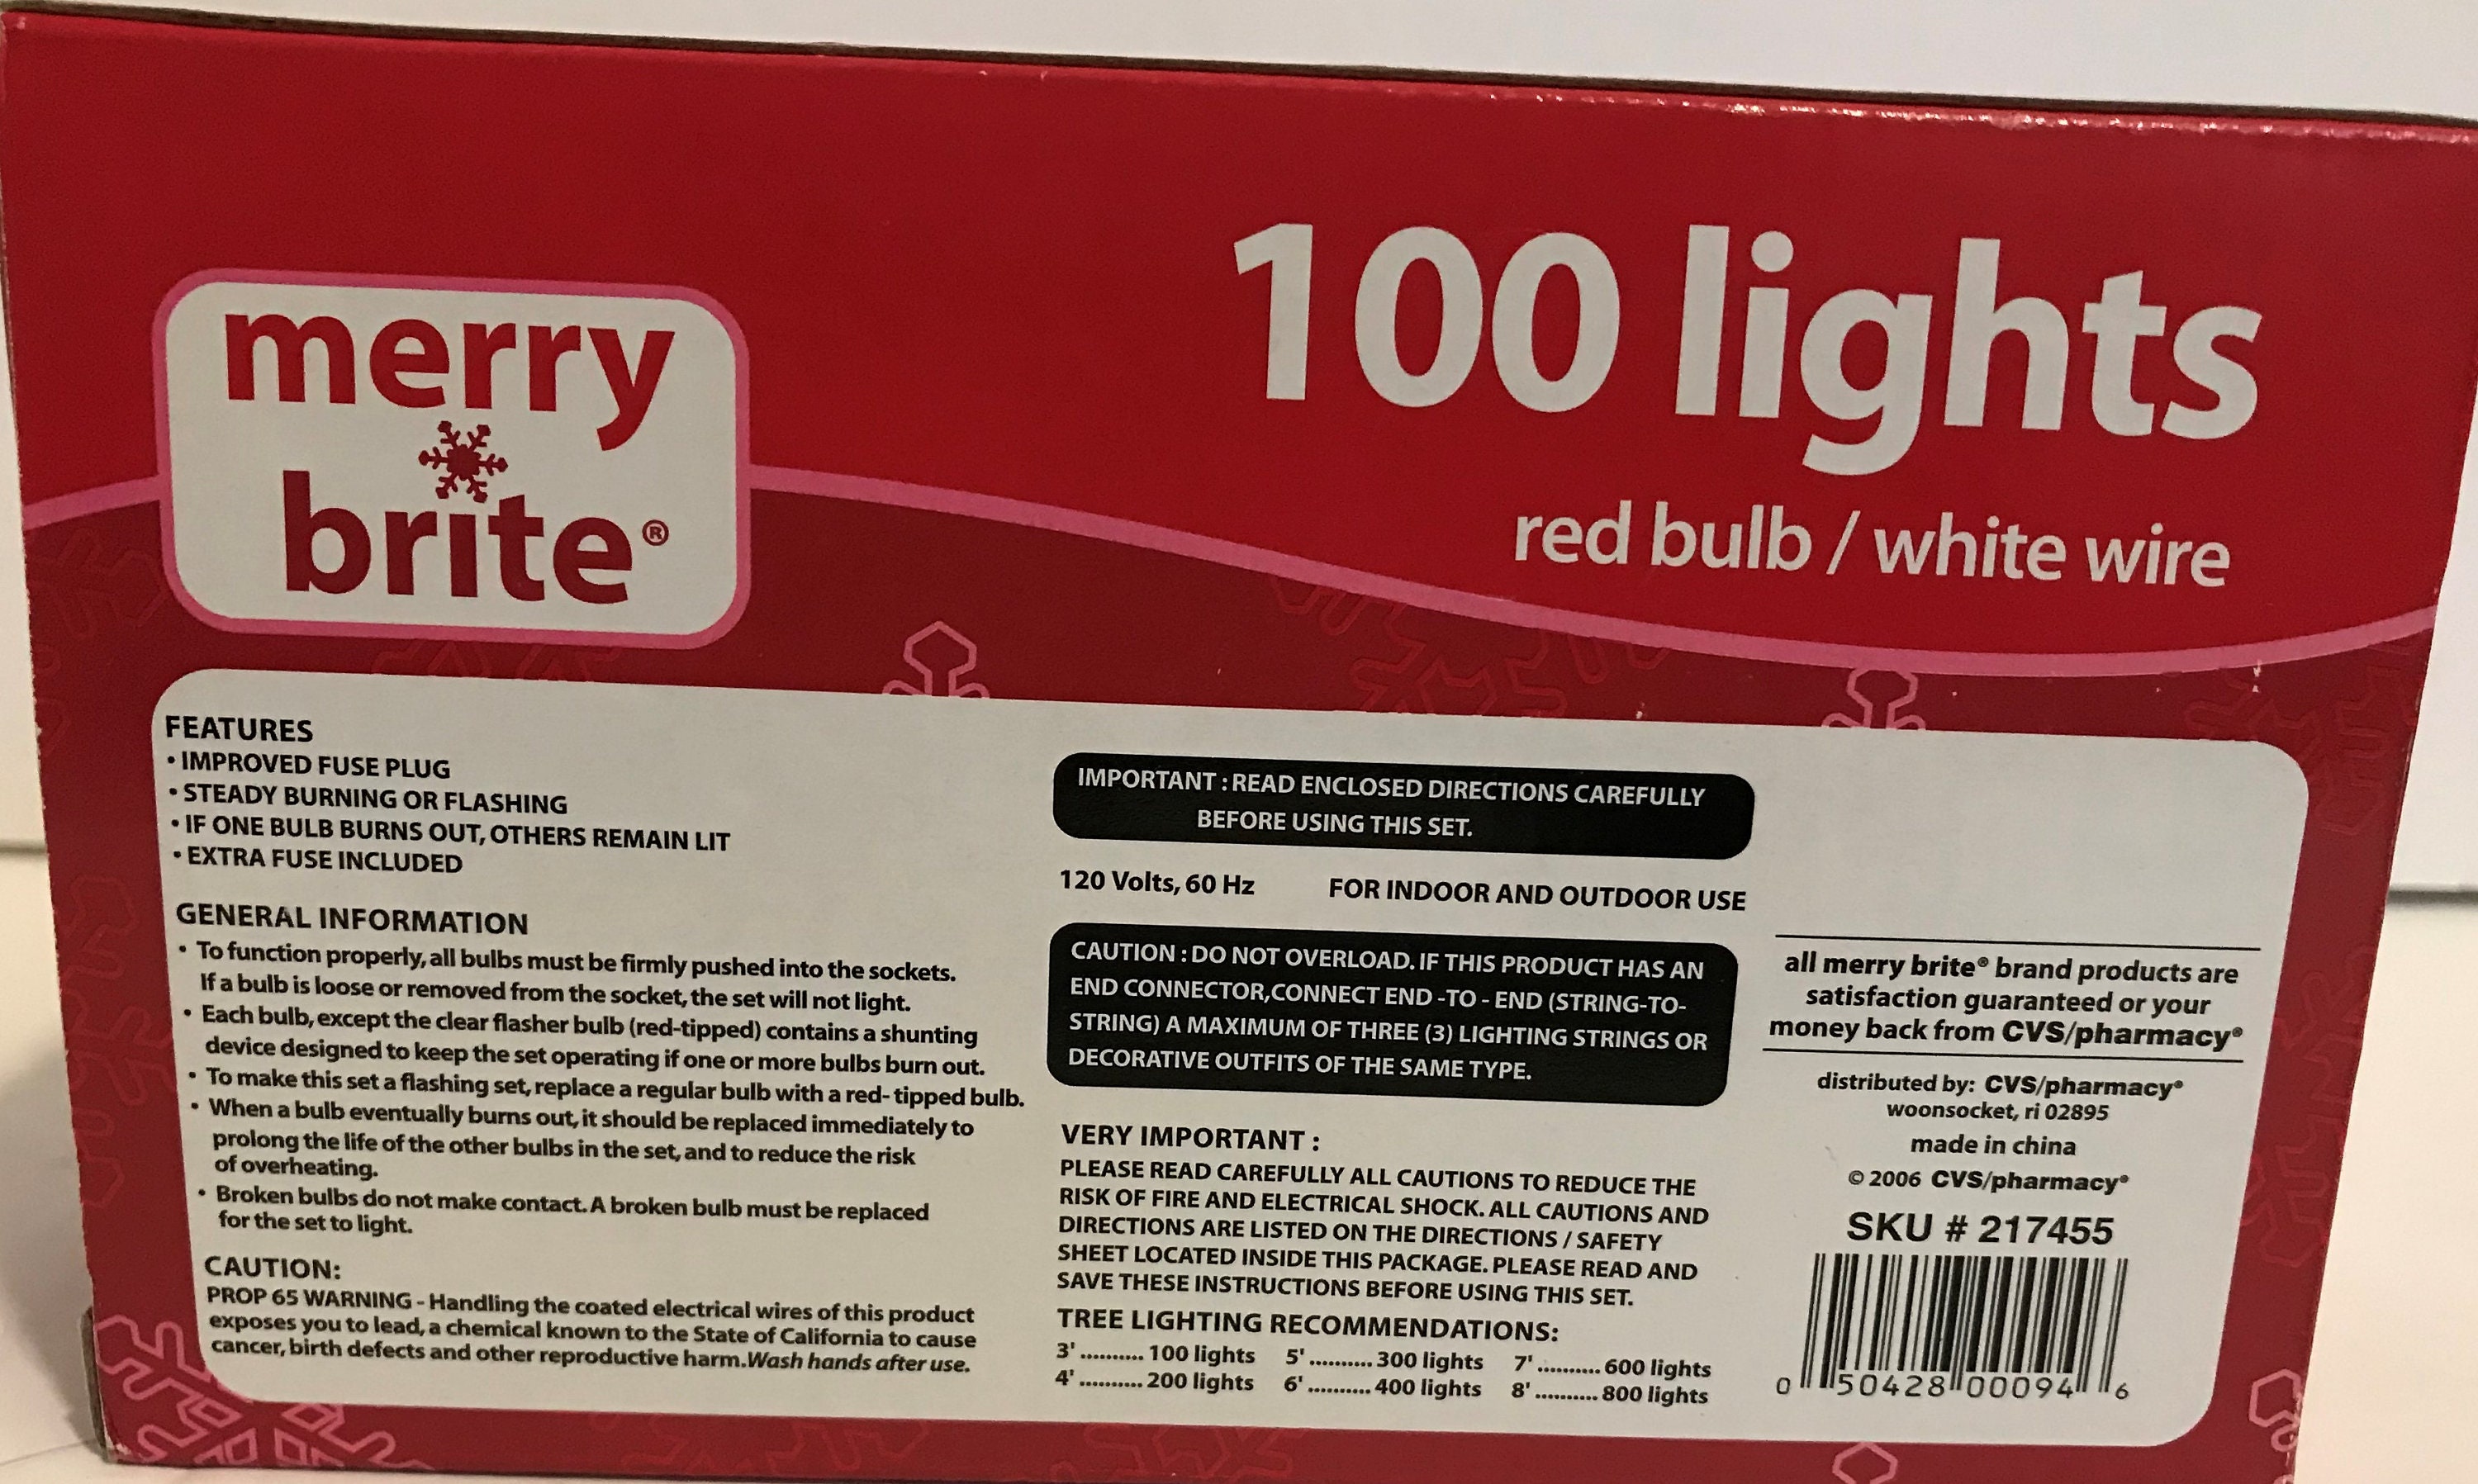 merry
brite®
100 lights
red bulb / white wire
FEATURES
• IMPROVED FUSE PLUG
• STEADY BURNING OR FLASHING
• IF ONE BULB BURNS OUT, OTHERS REMAIN LIT
• EXTRA FUSE INCLUDED
GENERAL INFORMATION
• To function properly, all bulbs must be firmly pushed into the sockets.
If a bulb is loose or removed from the socket, the set will not light.
• Each bulb, except the clear flasher bulb (red-tipped) contains a shunting
device designed to keep the set operating if one or more bulbs burn out.
• To make this set a flashing set, replace a regular bulb with a red- tipped bulb.
• When a bulb eventually burns out, it should be replaced immediately to
prolong the life of the other bulbs in the set, and to reduce the risk
of overheating.
• Broken bulbs do not make contact. A broken bulb must be replaced
for the set to light.
CAUTION:
PROP 65 WARNING - Handling the coated electrical wires of this product
exposes you to lead, a chemical known to the State of California to cause
cancer, birth defects and other reproductive harm. Wash hands after use.
IMPORTANT : READ ENCLOSED DIRECTIONS CAREFULLY
BEFORE USING THIS SET.
120 Volts, 60 Hz FOR INDOOR AND OUTDOOR USE
CAUTION : DO NOT OVERLOAD. IF THIS PRODUCT HAS AN
END CONNECTOR, CONNECT END -TO - END (STRING-TO-
STRING) A MAXIMUM OF THREE (3) LIGHTING STRINGS OR
DECORATIVE OUTFITS OF THE SAME TYPE.
VERY IMPORTANT :
PLEASE READ CAREFULLY ALL CAUTIONS TO REDUCE THE
RISK OF FIRE AND ELECTRICAL SHOCK. ALL CAUTIONS AND
DIRECTIONS ARE LISTED ON THE DIRECTIONS / SAFETY
SHEET LOCATED INSIDE THIS PACKAGE. PLEASE READ AND
SAVE THESE INSTRUCTIONS BEFORE USING THIS SET.
TREE LIGHTING RECOMMENDATIONS:
3' .......... 100 lights 5' .......... 300 lights 7' .......... 600 lights
4' .......... 200 lights 6' .......... 400 lights 8' .......... 800 lights
all merry brite® brand products are
satisfaction guaranteed or your
money back from CVS/pharmacy®
distributed by: CVS/pharmacy®
woonsocket, ri 02895
made in china
© 2006 CVS/pharmacy®
SKU # 217455
0 50428 00094 6